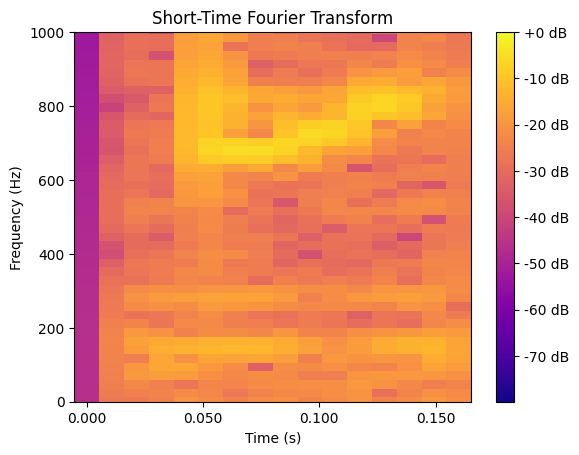 Short-Time Fourier Transform
1000
800
600
400
200
0
Frequency (Hz)
0.000
0.050
0.100
0.150
Time (s)
+0 dB
-10 dB
-20 dB
-30 dB
-40 dB
-50 dB
-60 dB
-70 dB